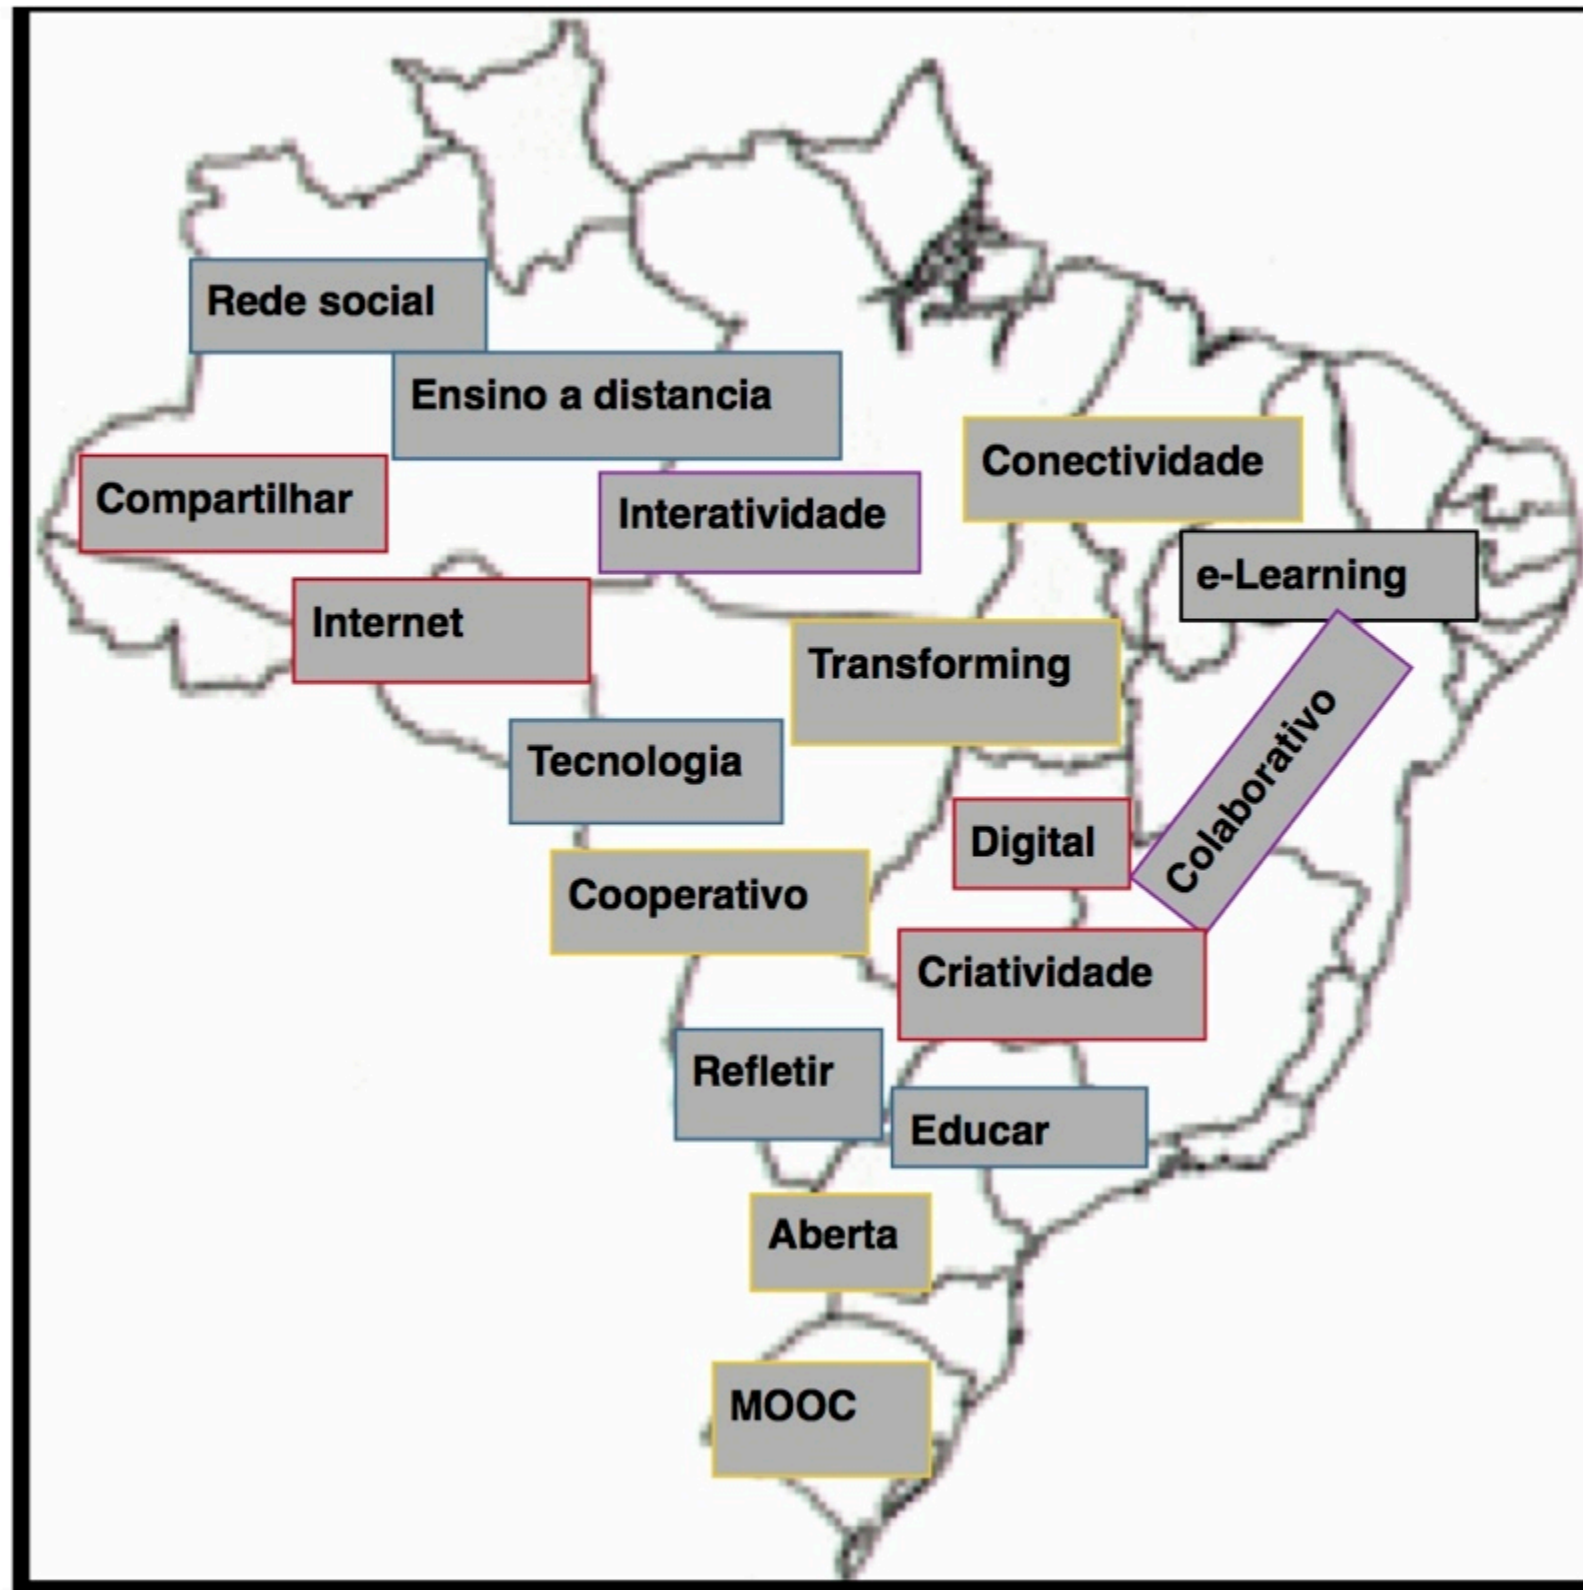 Rede social
Ensino a distancia
Conectividade
Compartilhar
Interatividade
e-Learning
Internet
Transforming
Tecnologia
Colaborativo
Digital
Cooperativo
Criatividade
Refletir
Educar
Aberta
MOOC